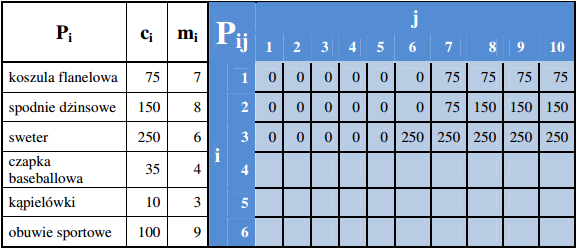 j
P_i c_i m_i P_ij
1 2 3 4 5 6 7 8 9 10
koszula flanelowa 75 7 1 0 0 0 0 0 0 75 75 75 75
spodnie dżinsowe 150 8 2 0 0 0 0 0 0 75 150 150 150
sweter 250 6 3 0 0 0 0 0 250 250 250 250 250
i
czapka
baseballowa 35 4 4
kąpielówki 10 3 5
obuwie sportowe 100 9 6